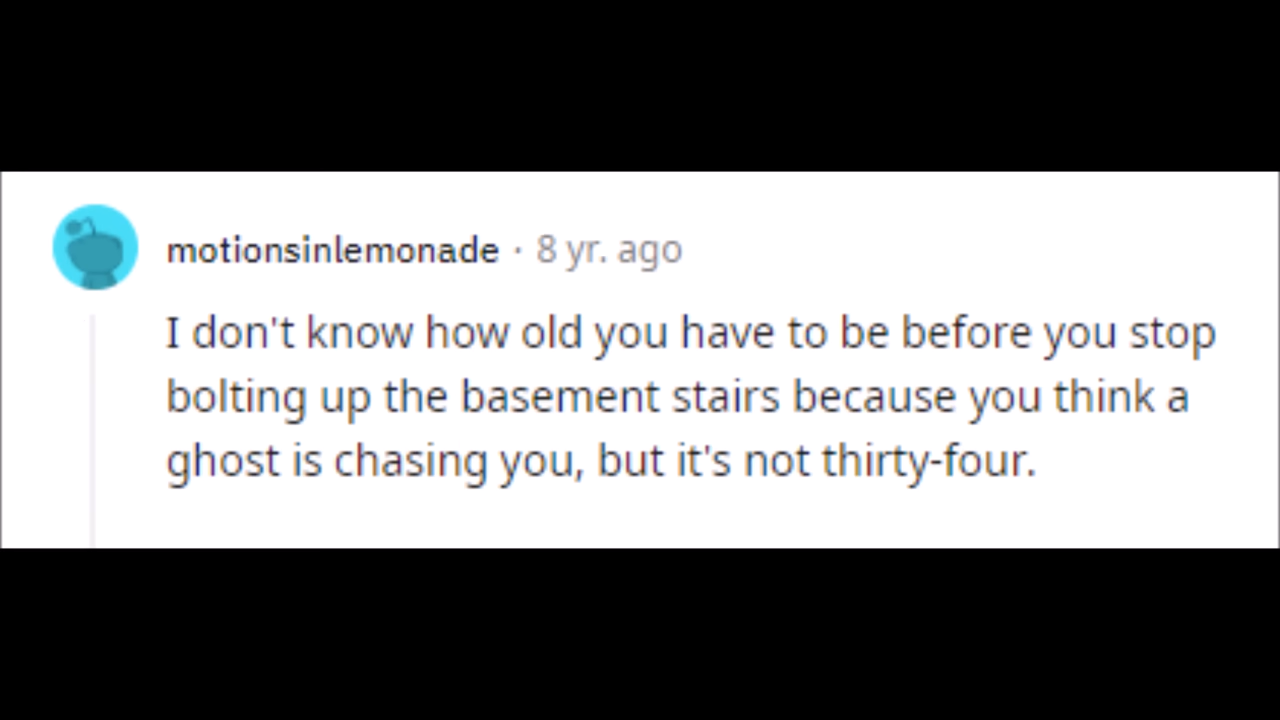 motionsinlemonade · 8 yr. ago
I don't know how old you have to be before you stop
bolting up the basement stairs because you think a
ghost is chasing you, but it's not thirty-four.